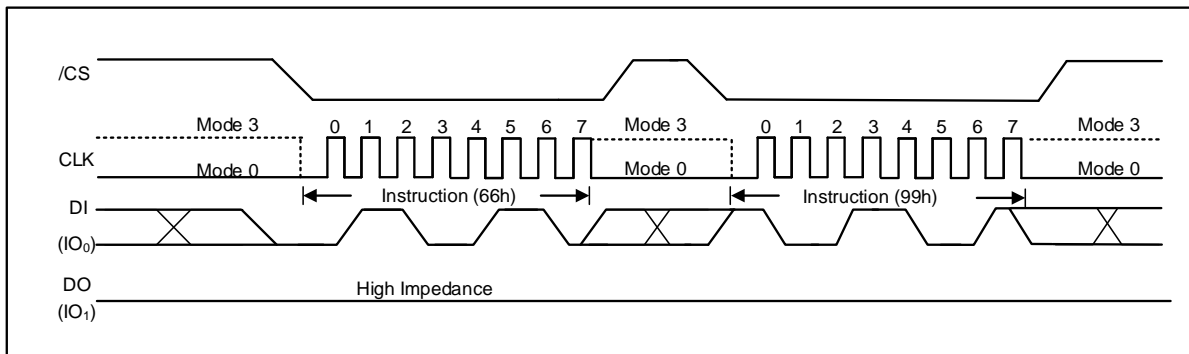 /CS
Mode 3 0 1 2 3 4 5 6 7 Mode 3 0 1 2 3 4 5 6 7 Mode 3
CLK Mode 0 Mode 0 Mode 0
Instruction (66h) Instruction (99h)
DI
(IO₀)
DO High Impedance
(IO₁)